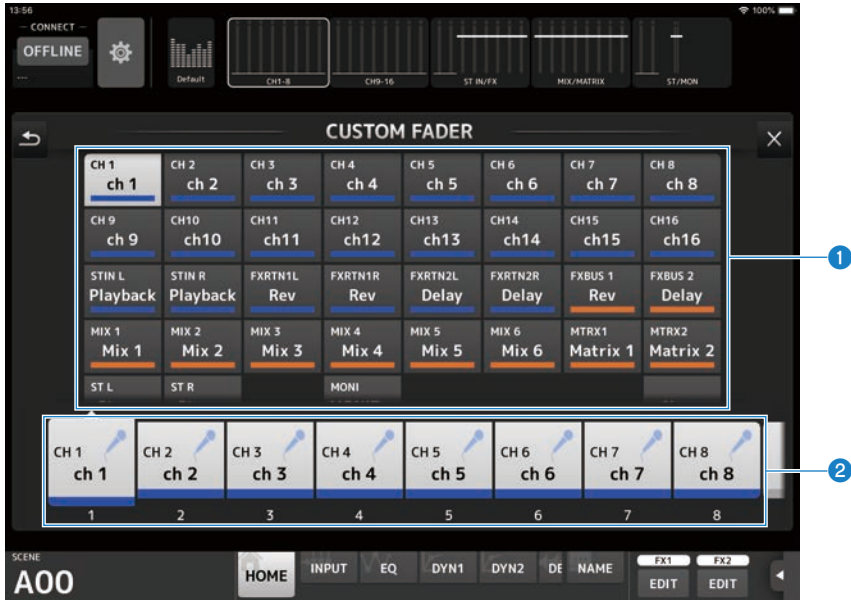 13:56
100%
CONNECT
OFFLINE
---
Default
CH1-8
CH9-16
ST IN/FX
MIX/MATRIX
ST/MON
CUSTOM FADER
CH 1 CH 2 CH 3 CH 4 CH 5 CH 6 CH 7 CH 8
ch 1 ch 2 ch 3 ch 4 ch 5 ch 6 ch 7 ch 8
CH 9 CH10 CH11 CH12 CH13 CH14 CH15 CH16
ch 9 ch10 ch11 ch12 ch13 ch14 ch15 ch16
STIN L STIN R FXRTN1L FXRTN1R FXRTN2L FXRTN2R FXBUS 1 FXBUS 2
Playback Playback Rev Rev Delay Delay Rev Delay
MIX 1 MIX 2 MIX 3 MIX 4 MIX 5 MIX 6 MTRX1 MTRX2
Mix 1 Mix 2 Mix 3 Mix 4 Mix 5 Mix 6 Matrix 1 Matrix 2
ST L ST R MONI
1
CH 1 CH 2 CH 3 CH 4 CH 5 CH 6 CH 7 CH 8
ch 1 ch 2 ch 3 ch 4 ch 5 ch 6 ch 7 ch 8
1 2 3 4 5 6 7 8
2
SCENE
A00
HOME INPUT EQ DYN1 DYN2 DE NAME
FX1 FX2
EDIT EDIT